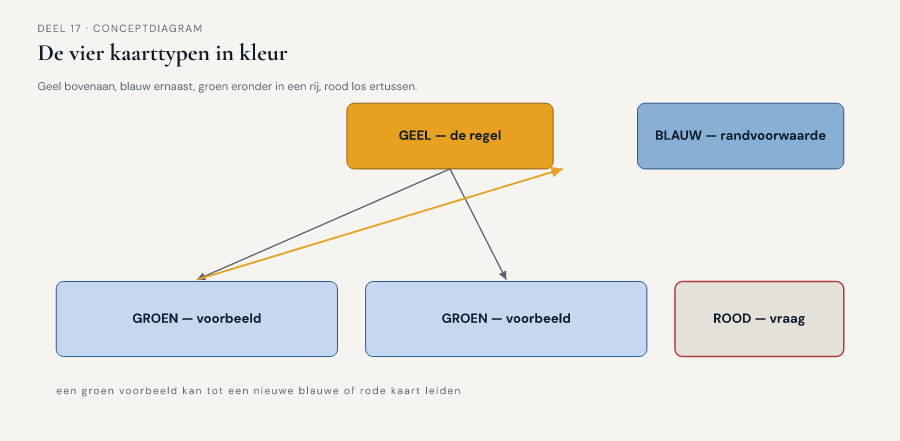 DEEL 17 · CONCEPTDIAGRAM
De vier kaarttypen in kleur
Geel bovenaan, blauw ernaast, groen eronder in een rij, rood los ertussen.
GEEL — de regel
BLAUW — randvoorwaarde
GROEN — voorbeeld
GROEN — voorbeeld
ROOD — vraag
een groen voorbeeld kan tot een nieuwe blauwe of rode kaart leiden